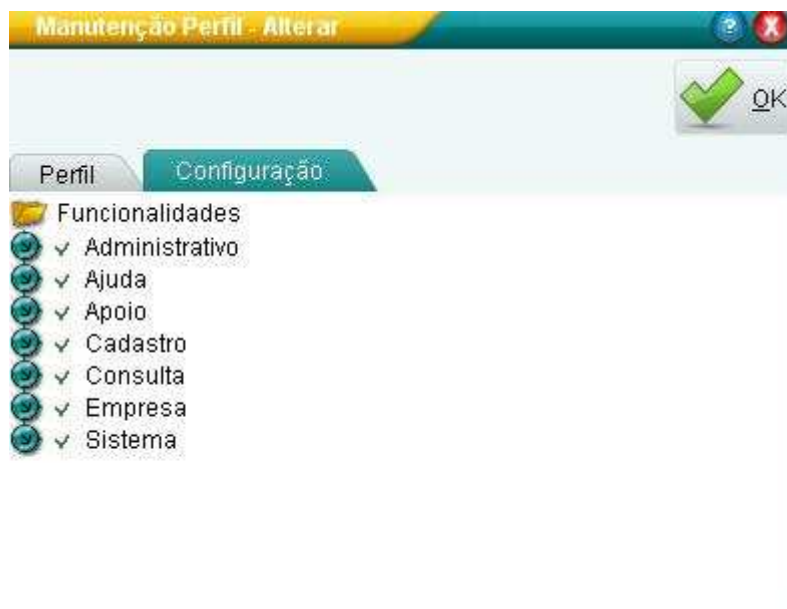 Manutenção Perfil - Alterar
?
X
OK
Perfil
Configuração
Funcionalidades
Administrativo
Ajuda
Apoio
Cadastro
Consulta
Empresa
Sistema